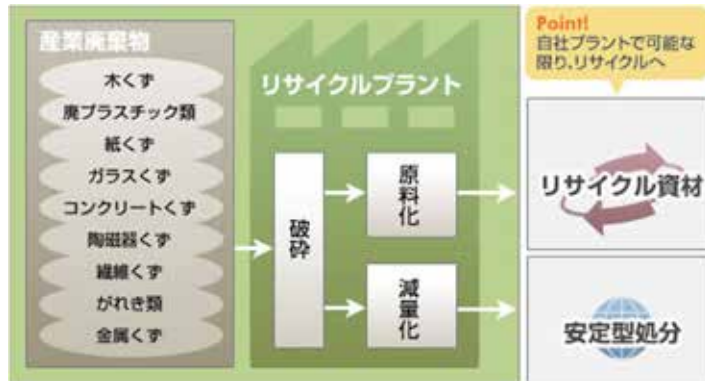 産業廃棄物
木くず
廃プラスチック類
紙くず
ガラスくず
コンクリートくず
陶磁器くず
繊維くず
がれき類
金属くず
リサイクルプラント
破砕
原料化
減量化
Point!
自社プラントで可能な
限り、リサイクルへ
リサイクル資材
安定型処分